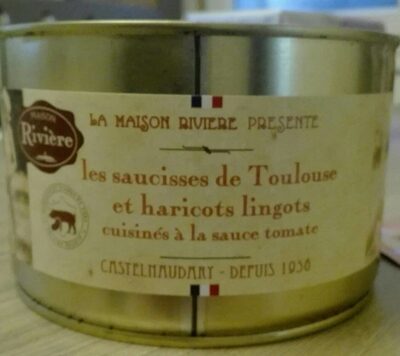 LA MAISON RIVIERE PRESENTE
MAISON
Rivière
les saucisses de Toulouse
et haricots lingots
cuisinés à la sauce tomate
CASTELNAUDARY - DEPUIS 1938